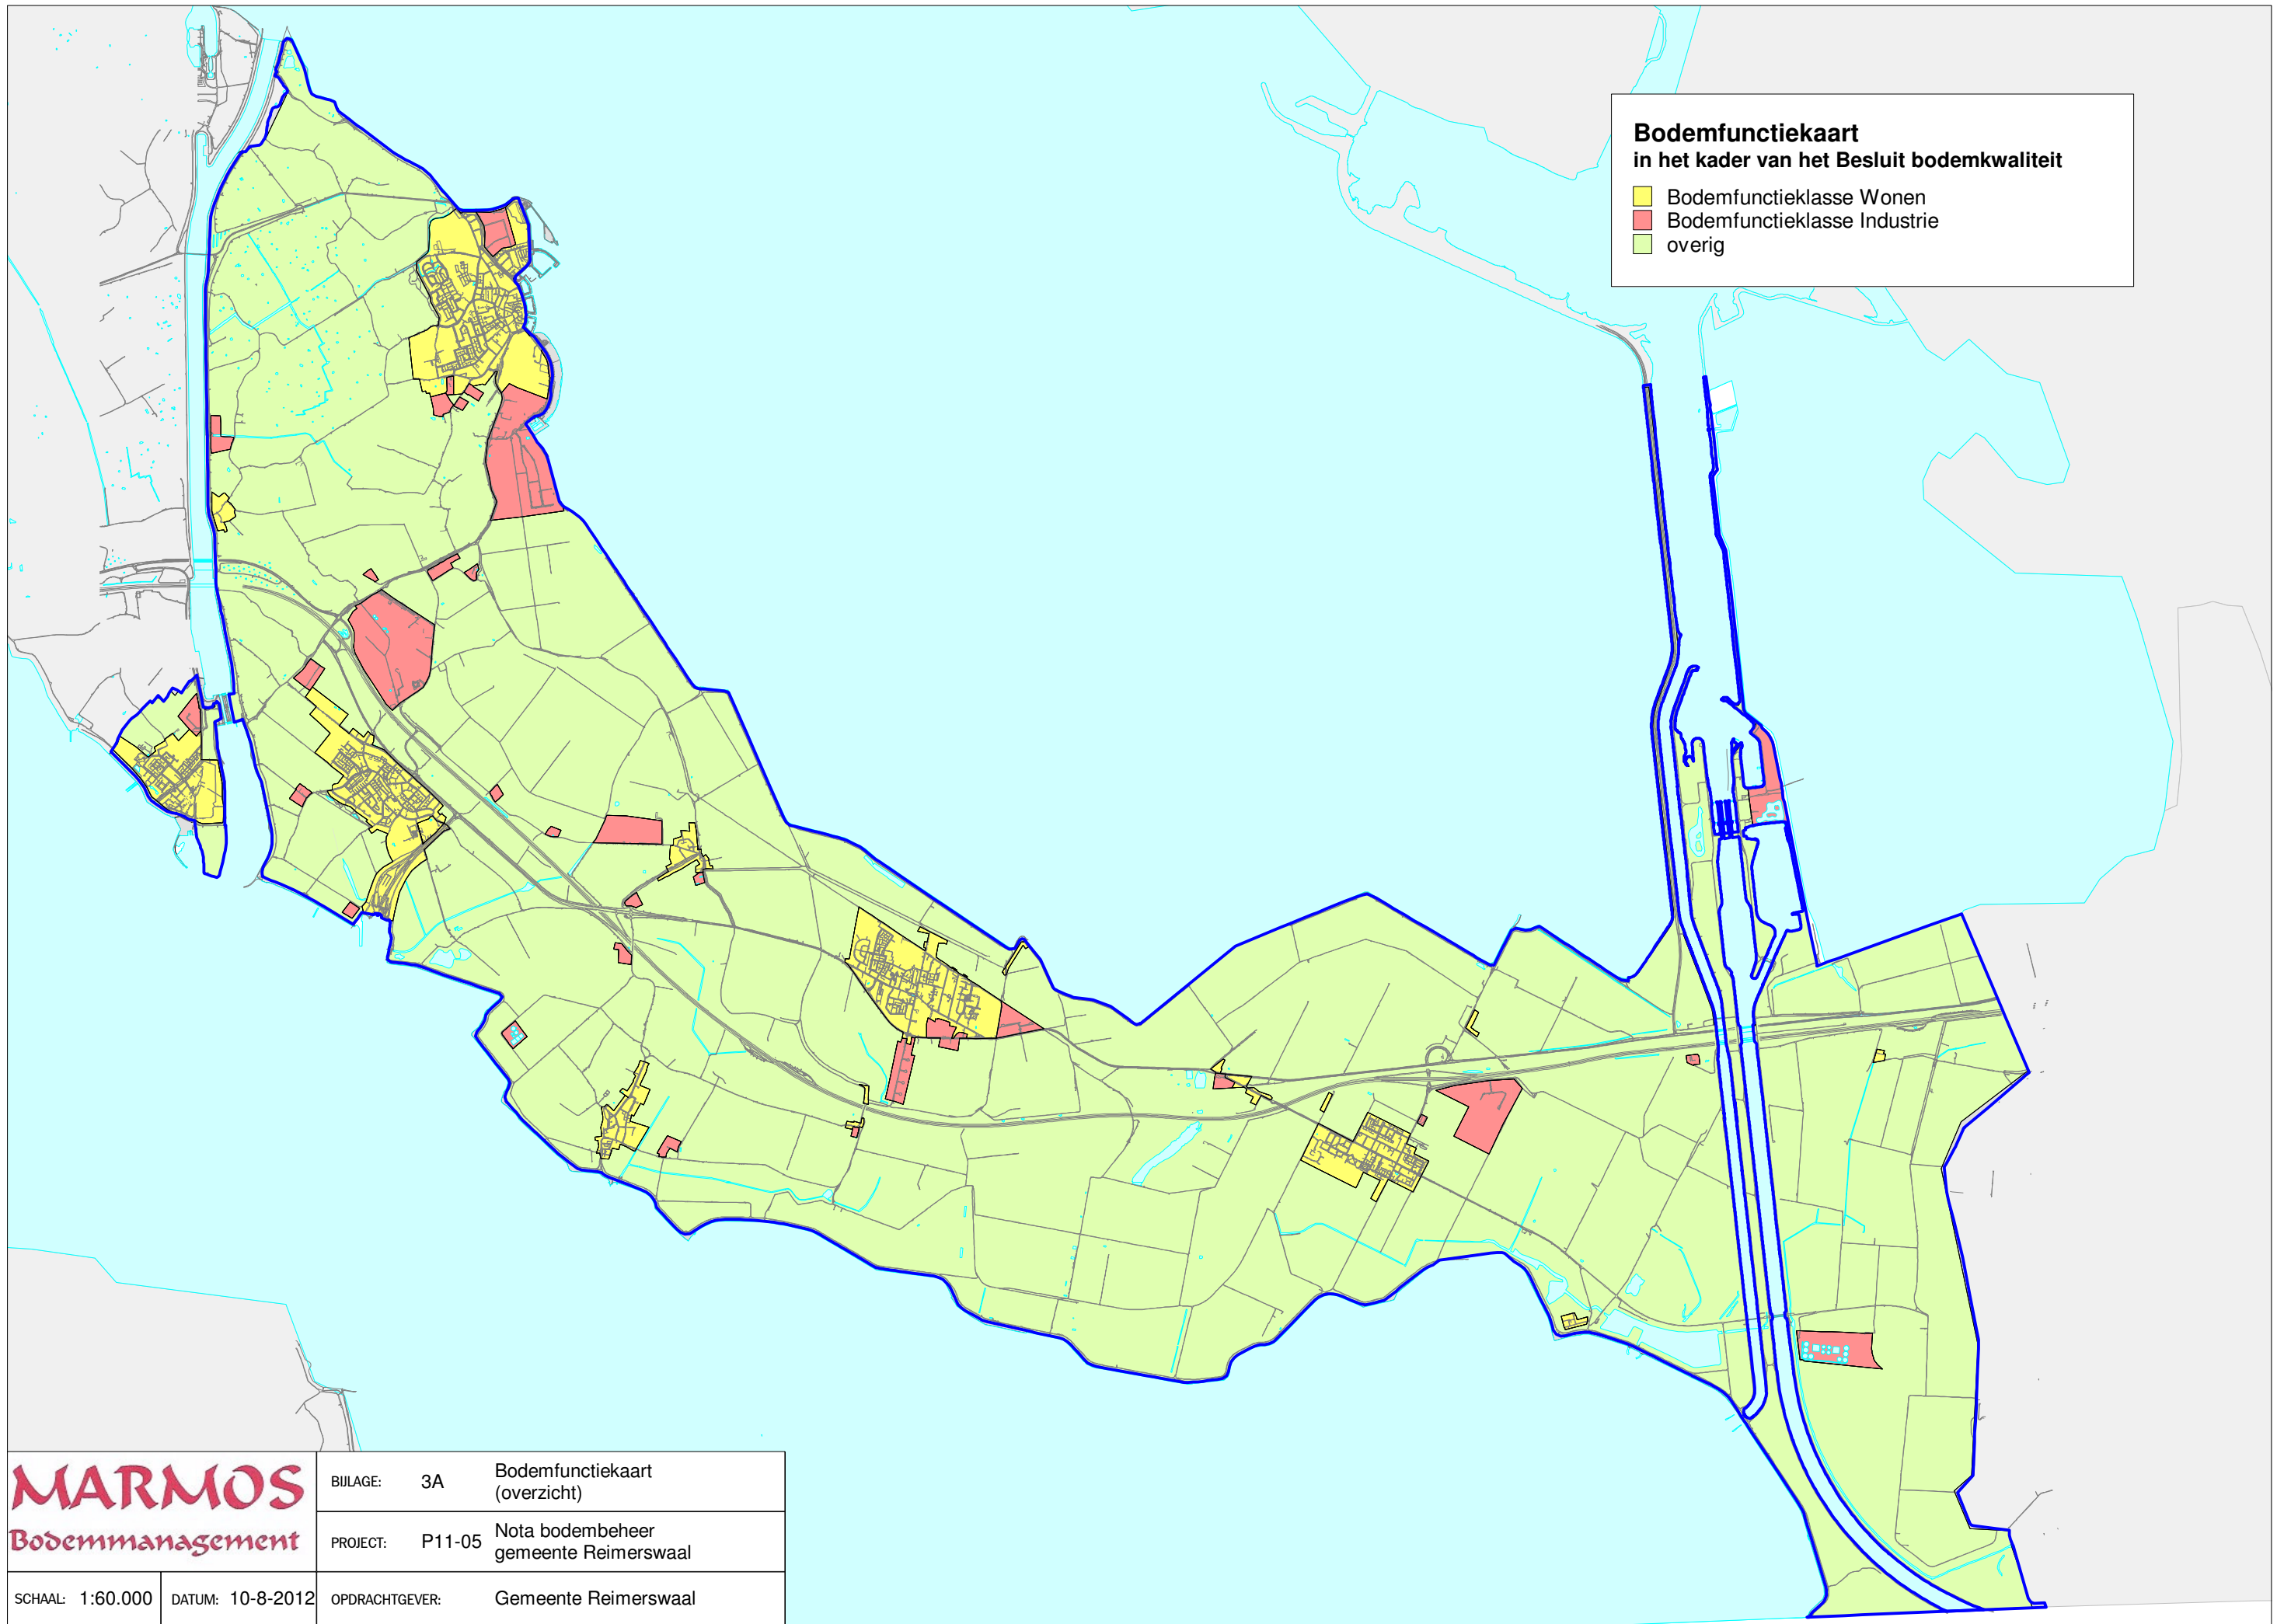 Bodemfunctiekaart
in het kader van het Besluit bodemkwaliteit
Bodemfunctieklasse Wonen
Bodemfunctieklasse Industrie
overig
MARMOS
Bodemmanagement
BIJLAGE: 3A Bodemfunctiekaart
(overzicht)
PROJECT: P11-05 Nota bodembeheer
gemeente Reimerswaal
SCHAAL: 1:60.000 DATUM: 10-8-2012 OPDRACHTGEVER: Gemeente Reimerswaal